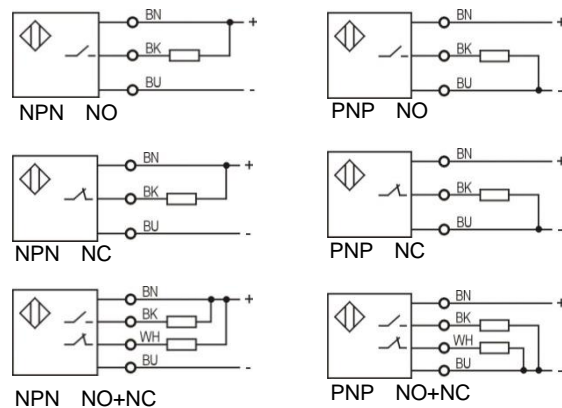 BN +
BK
BU -
NPN NO
BN +
BK
BU -
PNP NO
BN +
BK
BU -
NPN NC
BN +
BK
BU -
PNP NC
BN +
BK
WH
BU -
NPN NO+NC
BN +
BK
WH
BU -
PNP NO+NC